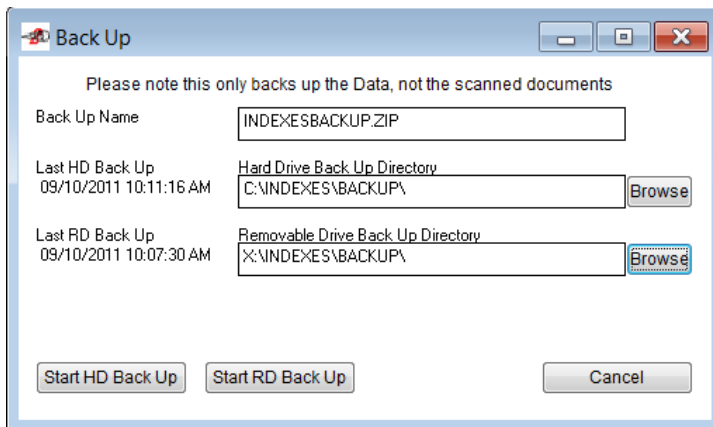 Back Up
Please note this only backs up the Data, not the scanned documents
Back Up Name
INDEXESBACKUP.ZIP
Last HD Back Up
09/10/2011 10:11:16 AM
Hard Drive Back Up Directory
C:\INDEXES\BACKUP\
Browse
Last RD Back Up
09/10/2011 10:07:30 AM
Removable Drive Back Up Directory
X:\INDEXES\BACKUP\
Browse
Start HD Back Up
Start RD Back Up
Cancel